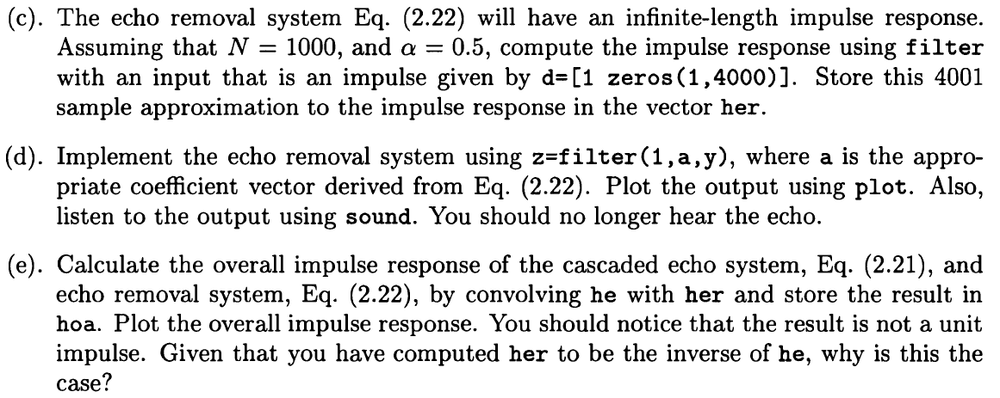 (c). The echo removal system Eq. (2.22) will have an infinite-length impulse response.
Assuming that N = 1000, and α = 0.5, compute the impulse response using filter
with an input that is an impulse given by d=[1 zeros(1,4000)]. Store this 4001
sample approximation to the impulse response in the vector her.
(d). Implement the echo removal system using z=filter(1,a,y), where a is the appro-
priate coefficient vector derived from Eq. (2.22). Plot the output using plot. Also,
listen to the output using sound. You should no longer hear the echo.
(e). Calculate the overall impulse response of the cascaded echo system, Eq. (2.21), and
echo removal system, Eq. (2.22), by convolving he with her and store the result in
hoa. Plot the overall impulse response. You should notice that the result is not a unit
impulse. Given that you have computed her to be the inverse of he, why is this the
case?